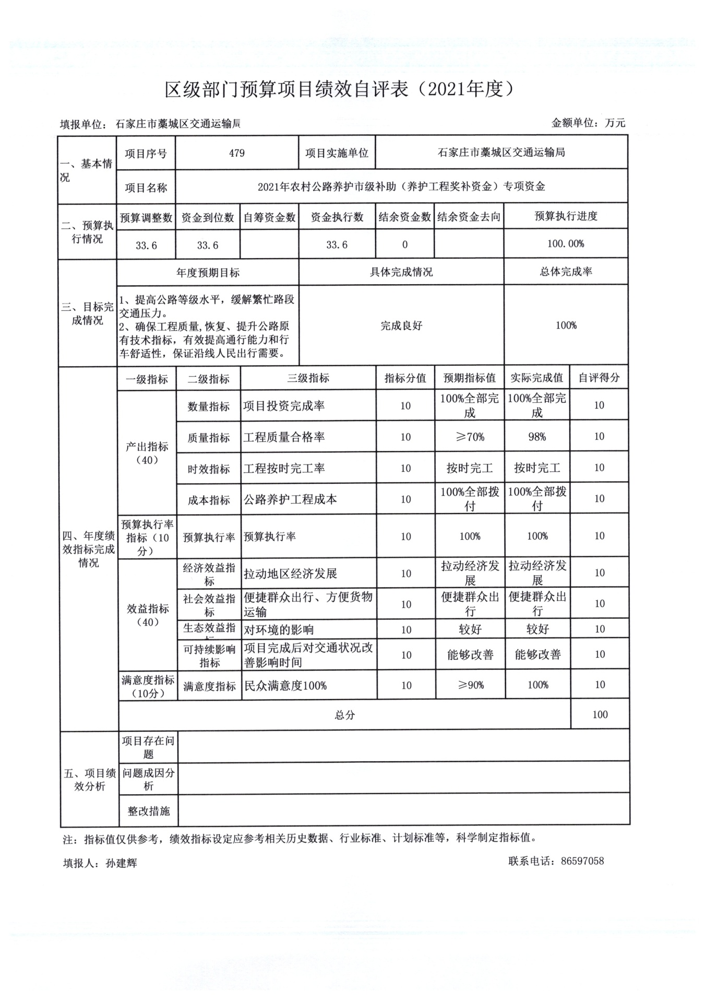 区级部门预算项目绩效自评表（2021年度）
填报单位： 石家庄市藁城区交通运输局
金额单位：万元
一、基本情况
项目序号 479 项目实施单位 石家庄市藁城区交通运输局
项目名称 2021年农村公路养护市级补助（养护工程奖补资金）专项资金
二、预算执行情况
预算调整数 资金到位数 自筹资金数 资金执行数 结余资金数 结余资金去向 预算执行进度
33.6 33.6 33.6 0 100.00%
三、目标完成情况
年度预期目标 具体完成情况 总体完成率
1、提高公路等级水平，缓解繁忙路段
交通压力。
2、确保工程质量,恢复、提升公路原
有技术指标，有效提高通行能力和行
车舒适性，保证沿线人民出行需要。
完成良好 100%
四、年度绩效指标完成情况
一级指标 二级指标 三级指标 指标分值 预期指标值 实际完成值 自评得分
产出指标（40）
数量指标 项目投资完成率 10 100%全部完成 100%全部完成 10
质量指标 工程质量合格率 10 ≥70% 98% 10
时效指标 工程按时完工率 10 按时完工 按时完工 10
成本指标 公路养护工程成本 10 100%全部拨付 100%全部拨付 10
预算执行率指标（10分） 预算执行率 预算执行率 10 100% 100% 10
效益指标（40）
经济效益指标 拉动地区经济发展 10 拉动经济发展 拉动经济发展 10
社会效益指标 便捷群众出行、方便货物运输 10 便捷群众出行 便捷群众出行 10
生态效益指 对环境的影响 10 较好 较好 10
可持续影响指标 项目完成后对交通状况改善影响时间 10 能够改善 能够改善 10
满意度指标（10分） 满意度指标 民众满意度100% 10 ≥90% 100% 10
总分 100
五、项目绩效分析
项目存在问题
问题成因分析
整改措施
注：指标值仅供参考，绩效指标设定应参考相关历史数据、行业标准、计划标准等，科学制定指标值。
填报人：孙建辉
联系电话：86597058